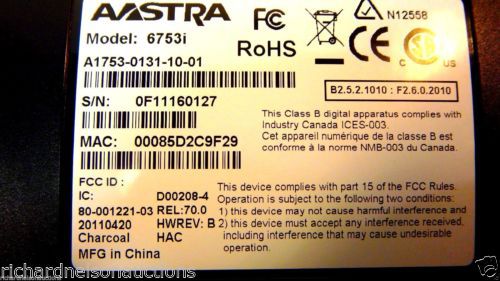 AASTRA
FC
CE
N12558
Model: 6753i
RoHS
A1753-0131-10-01
B2.5.2.1010 : F2.6.0.2010
S/N: 0F11160127
This Class B digital apparatus complies with
Industry Canada ICES-003.
Cet appareil numérique de la classe B est
conforme à la norme NMB-003 du Canada.
MAC: 00085D2C9F29
FCC ID :
IC: D00208-4
80-001221-03 REL:70.0
20110420 HWREV: B
Charcoal HAC
Made in China
This device complies with part 15 of the FCC Rules.
Operation is subject to the following two conditions:
1) this device may not cause harmful interference and
2) this device must accept any interference received,
including interference that may cause undesirable
operation.
richardnelsonauctions